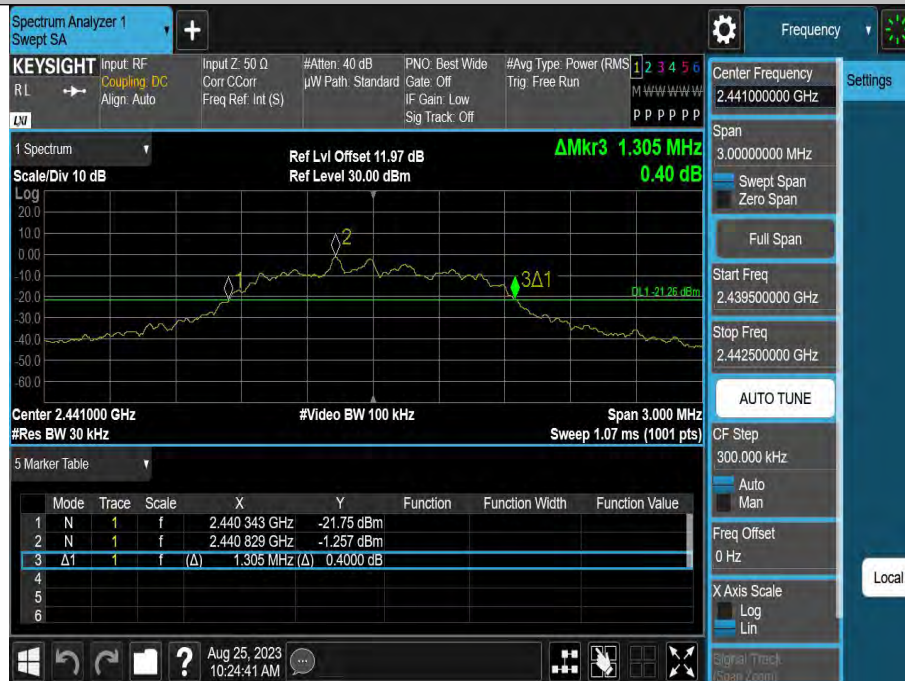 Spectrum Analyzer 1
Swept SA
+
Frequency
KEYSIGHT
RL
LXI
Input: RF
Coupling: DC
Align: Auto
Input Z: 50 Ω
Corr CCorr
Freq Ref: Int (S)
#Atten: 40 dB
µW Path: Standard
PNO: Best Wide
Gate: Off
IF Gain: Low
Sig Track: Off
#Avg Type: Power (RMS
Trig: Free Run
1 2 3 4 5 6
M W W W W W
P P P P P P
Center Frequency
2.441000000 GHz
Settings
Span
3.00000000 MHz
Swept Span
Zero Span
Full Span
Start Freq
2.439500000 GHz
Stop Freq
2.442500000 GHz
AUTO TUNE
CF Step
300.000 kHz
Auto
Man
Freq Offset
0 Hz
X Axis Scale
Log
Lin
Signal Track
(Span Zoom)
Local
1 Spectrum
Scale/Div 10 dB
Ref Lvl Offset 11.97 dB
Ref Level 30.00 dBm
ΔMkr3 1.305 MHz
0.40 dB
Log
20.0
10.0
0.00
-10.0
-20.0
-30.0
-40.0
-50.0
-60.0
1
2
3Δ1
DL1 -21.26 dBm
Center 2.441000 GHz
#Video BW 100 kHz
Span 3.000 MHz
#Res BW 30 kHz
Sweep 1.07 ms (1001 pts)
5 Marker Table
Mode Trace Scale X Y Function Function Width Function Value
1 N 1 f 2.440 343 GHz -21.75 dBm
2 N 1 f 2.440 829 GHz -1.257 dBm
3 Δ1 1 f (Δ) 1.305 MHz (Δ) 0.4000 dB
4
5
6
?
Aug 25, 2023
10:24:41 AM